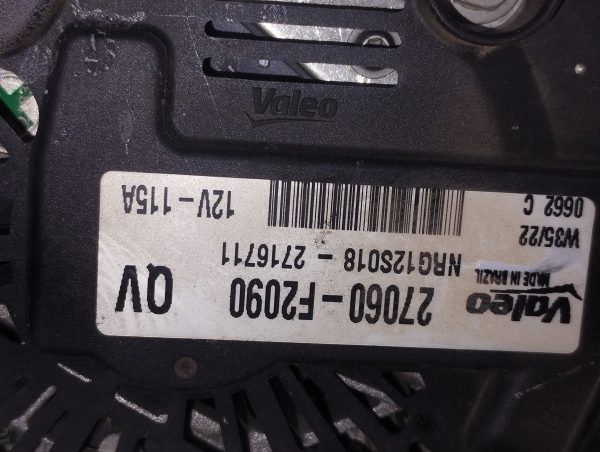 Valeo
Valeo
MADE IN BRAZIL
27060-F2090
QV
NRG12S018 - 2716711
W35/22
0662 C
12V-115A